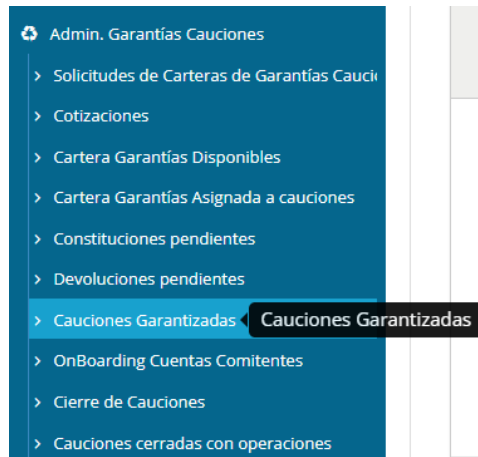 Admin. Garantías Cauciones
Solicitudes de Carteras de Garantías Cauci
Cotizaciones
Cartera Garantías Disponibles
Cartera Garantías Asignada a cauciones
Constituciones pendientes
Devoluciones pendientes
Cauciones Garantizadas Cauciones Garantizadas
OnBoarding Cuentas Comitentes
Cierre de Cauciones
Cauciones cerradas con operaciones